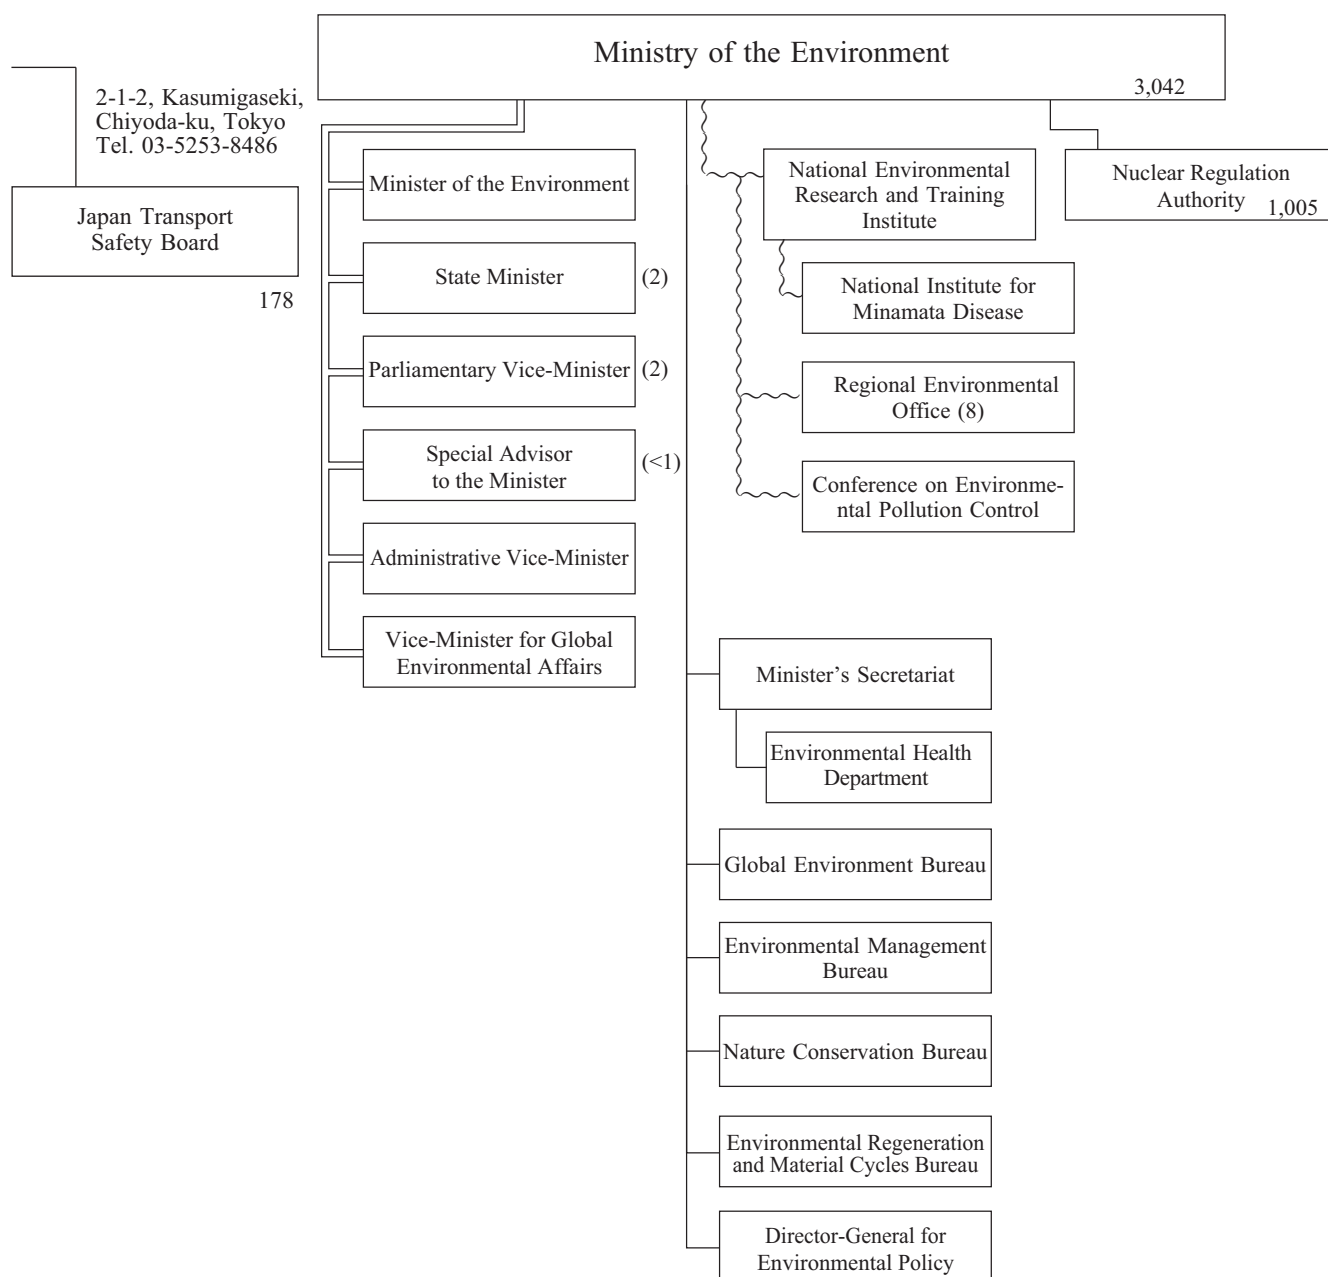 Ministry of the Environment
3,042
2-1-2, Kasumigaseki,
Chiyoda-ku, Tokyo
Tel. 03-5253-8486
Japan Transport
Safety Board
178
Minister of the Environment
State Minister
(2)
Parliamentary Vice-Minister
(2)
Special Advisor
to the Minister
(<1)
Administrative Vice-Minister
Vice-Minister for Global
Environmental Affairs
National Environmental
Research and Training
Institute
National Institute for
Minamata Disease
Regional Environmental
Office (8)
Conference on Environme-
ntal Pollution Control
Nuclear Regulation
Authority
1,005
Minister’s Secretariat
Environmental Health
Department
Global Environment Bureau
Environmental Management
Bureau
Nature Conservation Bureau
Environmental Regeneration
and Material Cycles Bureau
Director-General for
Environmental Policy